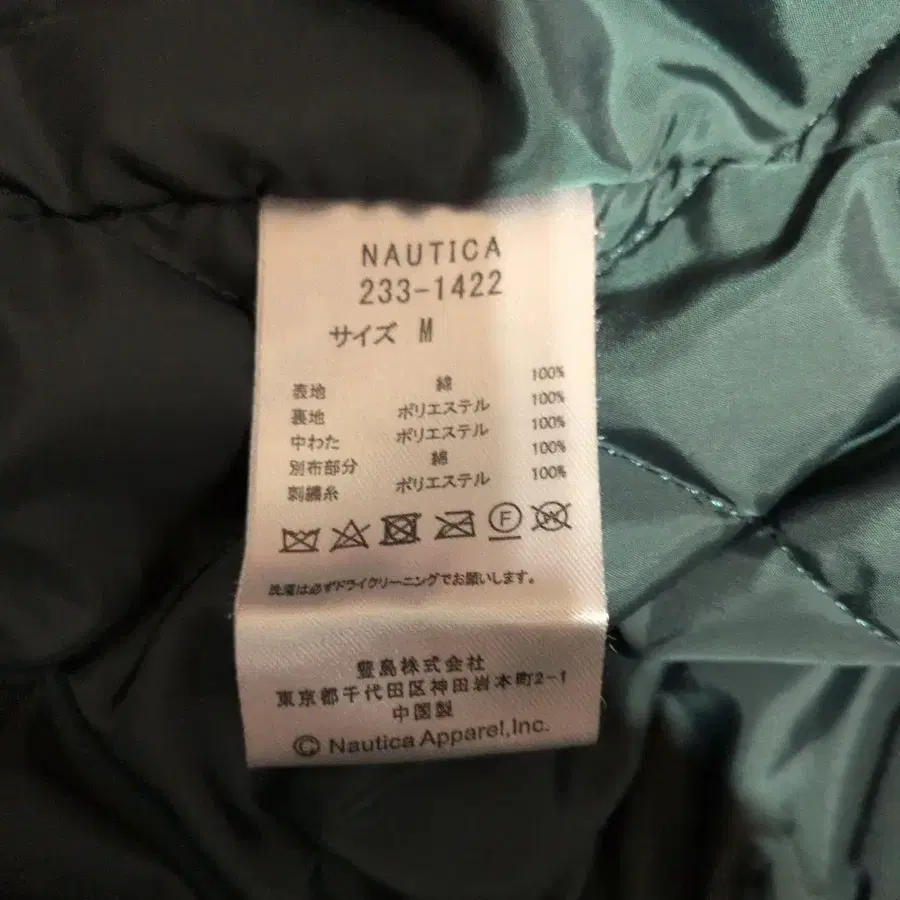 NAUTICA
233-1422
サイズ M
表地 綿 100%
裏地 ポリエステル 100%
中わた ポリエステル 100%
別布部分 綿 100%
刺繍糸 ポリエステル 100%
F W
洗濯は必ずドライクリーニングでお願いします。
豊島株式会社
東京都千代田区神田岩本町2-1
中国製
© Nautica Apparel,Inc.